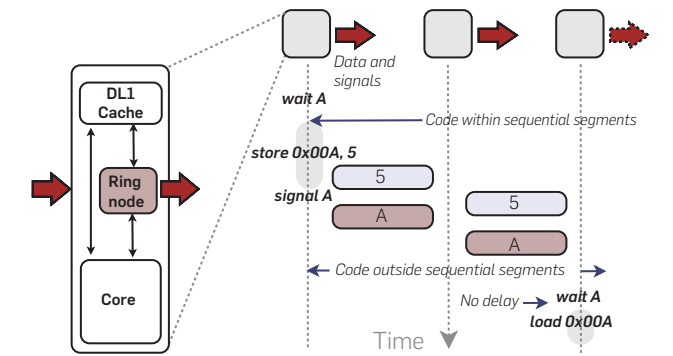 DL1
Cache
Ring
node
Core
Data and
signals
wait A
Code within sequential segments
store 0x00A, 5
5
signal A
A
5
A
Code outside sequential segments
No delay
wait A
load 0x00A
Time